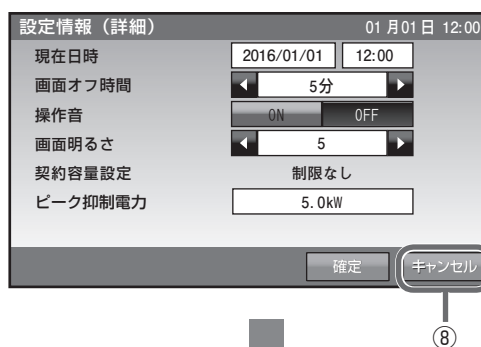 設定情報（詳細） 01月01日 12:00
現在日時 2016/01/01 12:00
画面オフ時間 5分
操作音 ON OFF
画面明るさ 5
契約容量設定 制限なし
ピーク抑制電力 5.0kW
確定 キャンセル
⑧